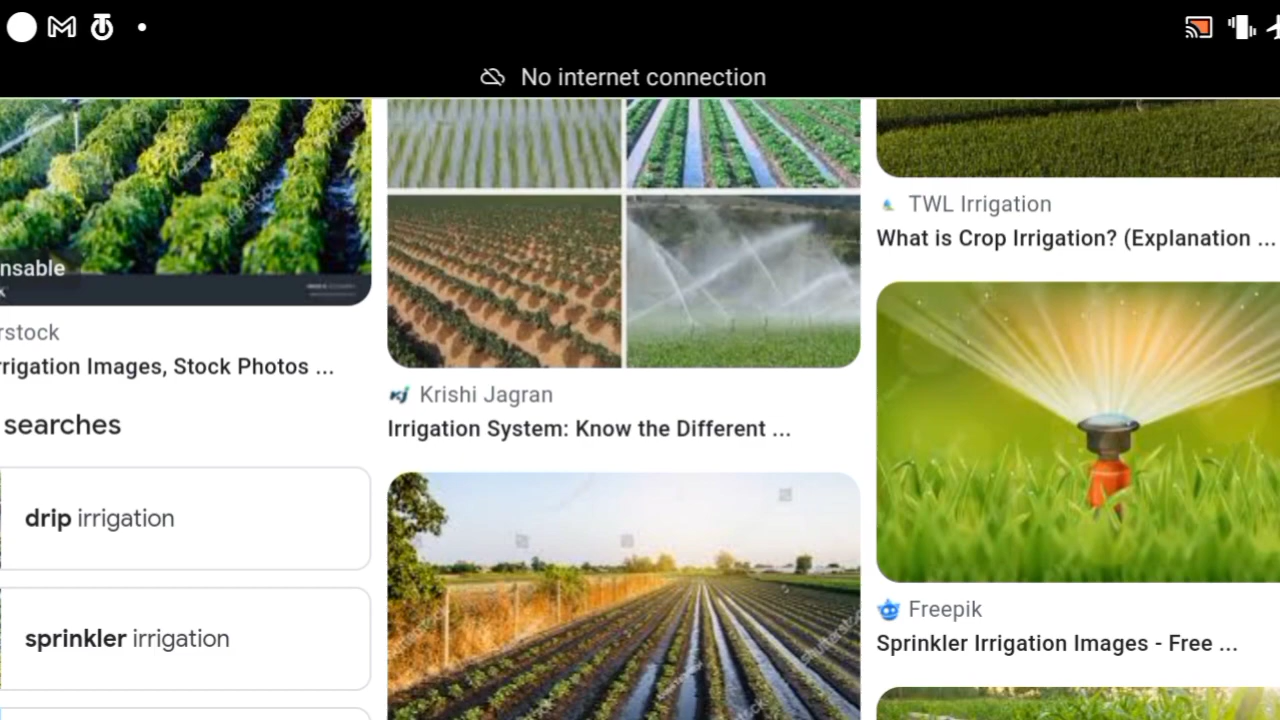 No internet connection
nsable
k
rstock
rrigation Images, Stock Photos ...
searches
drip irrigation
sprinkler irrigation
Krishi Jagran
Irrigation System: Know the Different ...
TWL Irrigation
What is Crop Irrigation? (Explanation ...
Freepik
Sprinkler Irrigation Images - Free ...